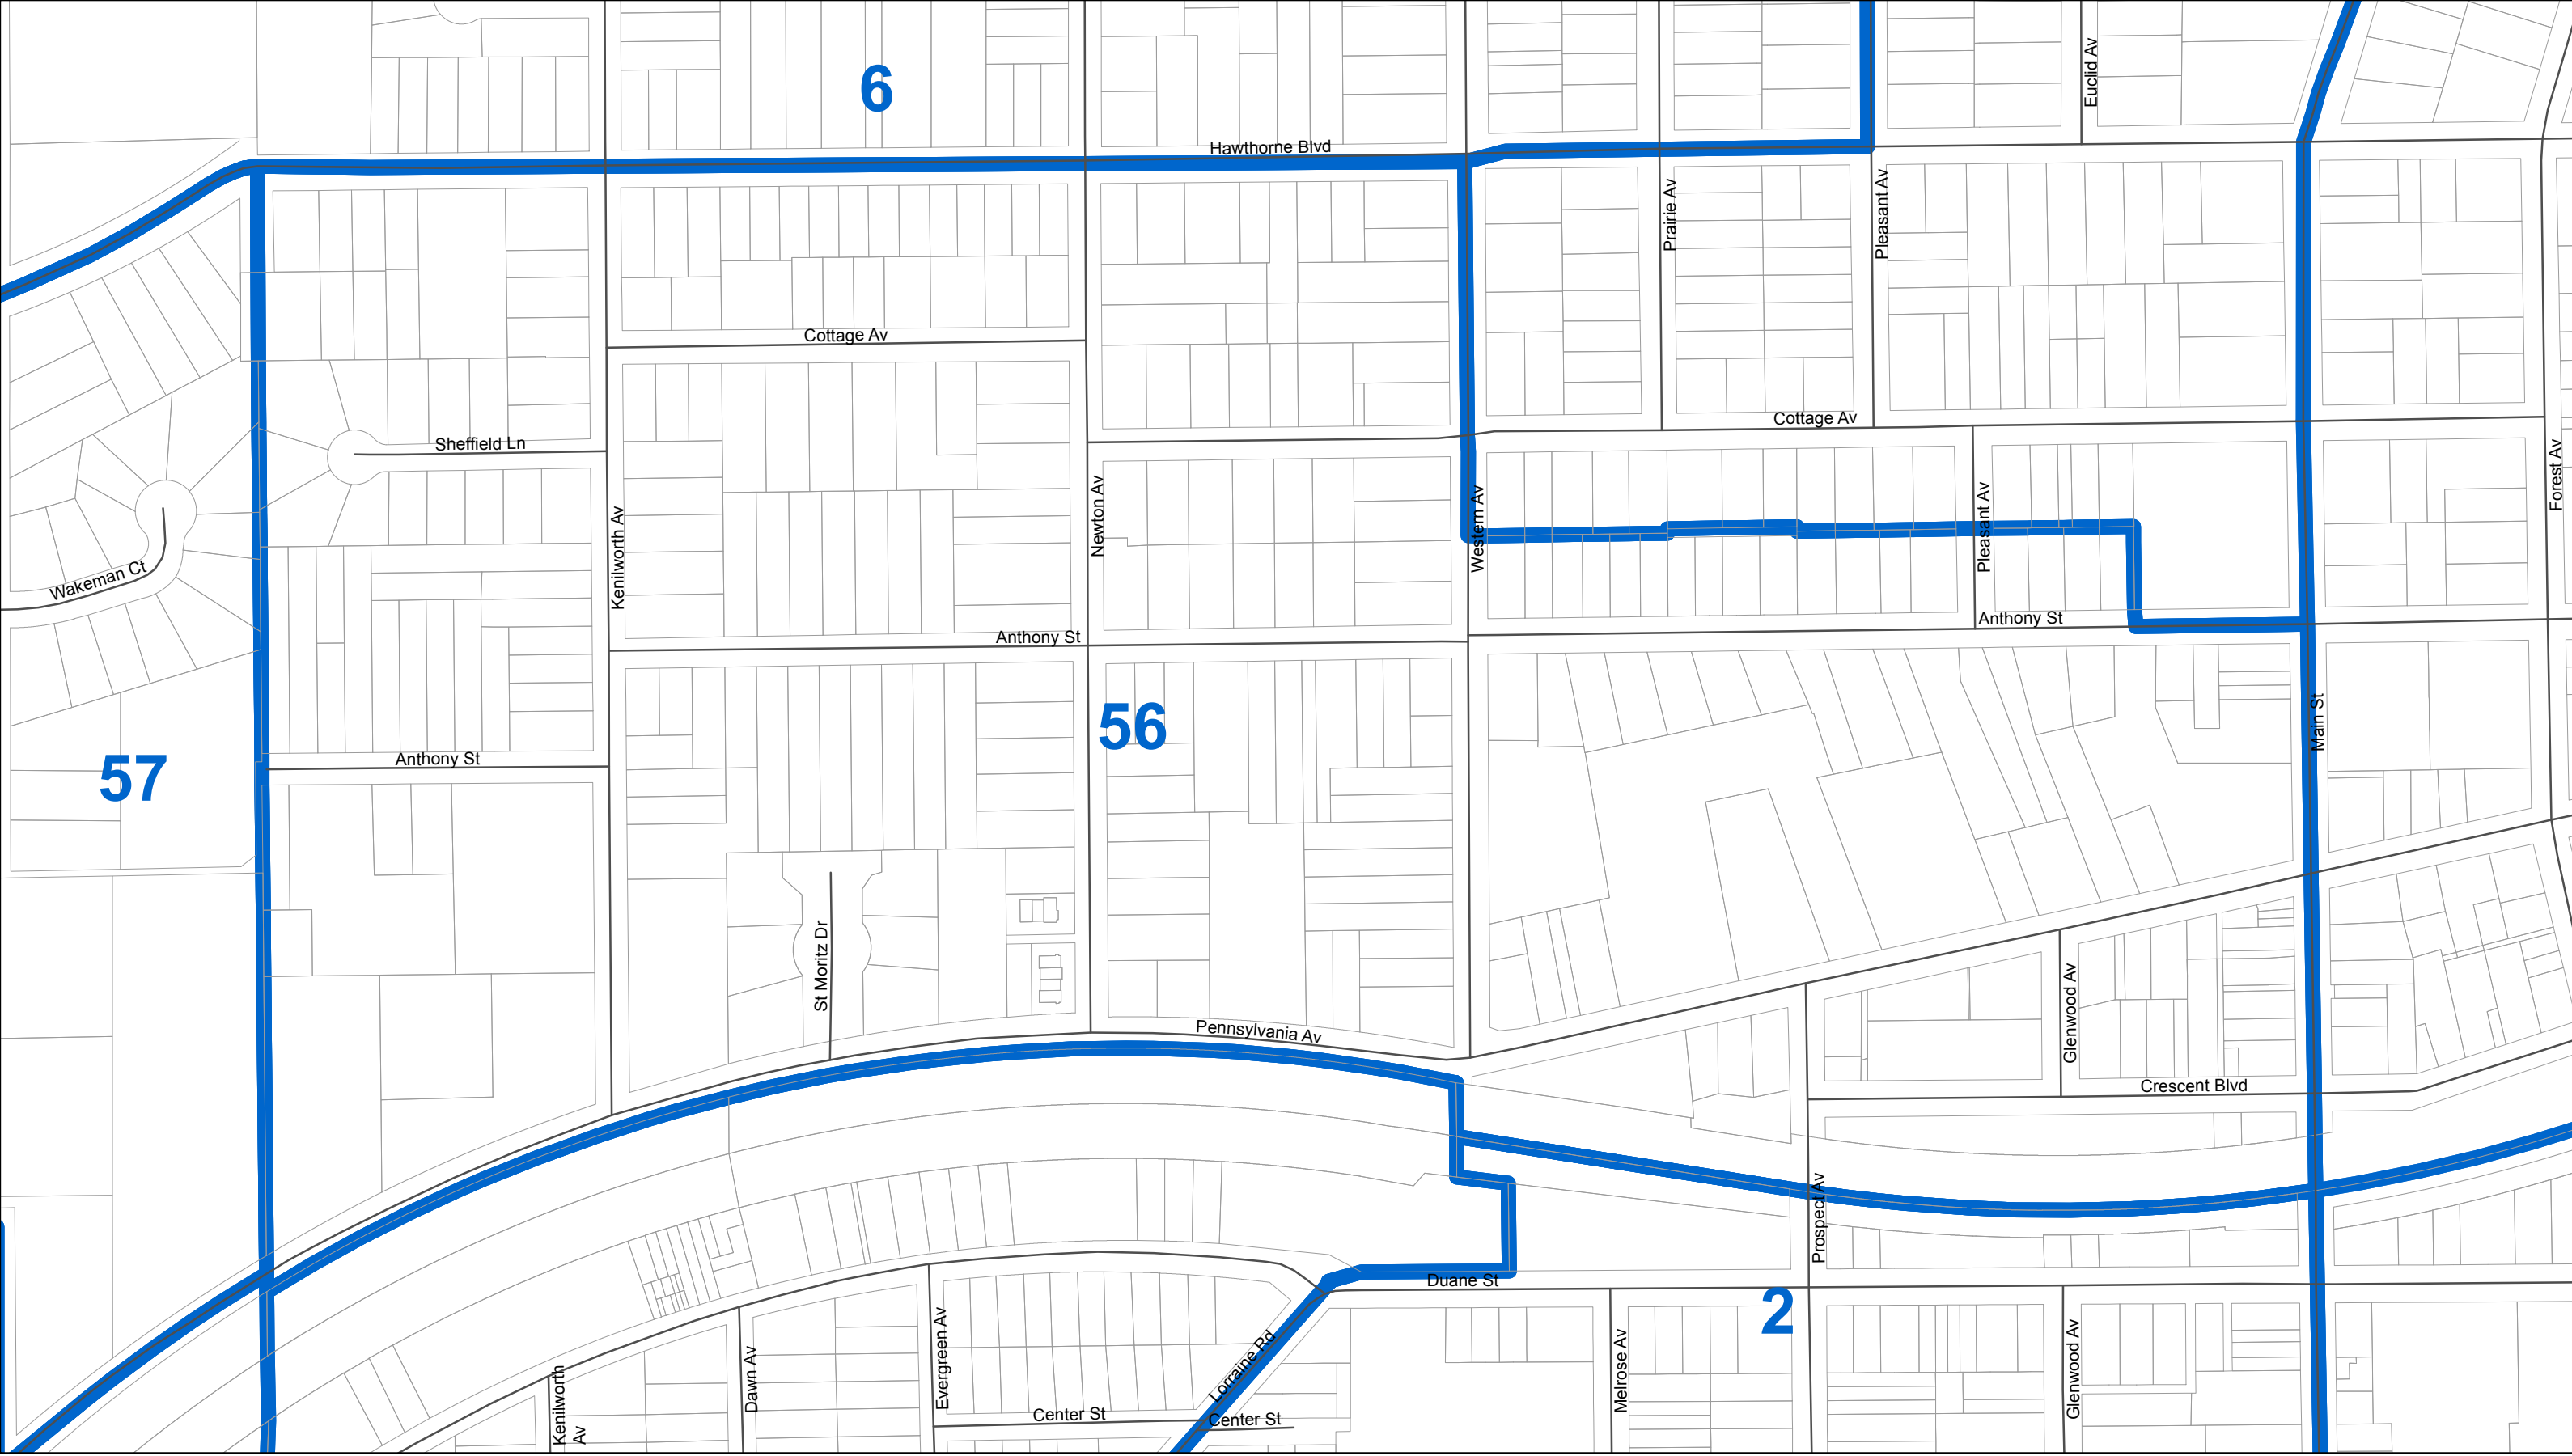 Euclid Av
6
Hawthorne Blvd
Prairie Av
Pleasant Av
Cottage Av
Cottage Av
Sheffield Ln
Forest Av
Newton Av
Western Av
Pleasant Av
Kenilworth Av
Wakeman Ct
Anthony St
Anthony St
56
Main St
Anthony St
57
St Moritz Dr
Glenwood Av
Pennsylvania Av
Crescent Blvd
Prospect Av
Duane St
2
Evergreen Av
Lorraine Rd
Melrose Av
Glenwood Av
Dawn Av
Kenilworth
Av
Center St
Center St